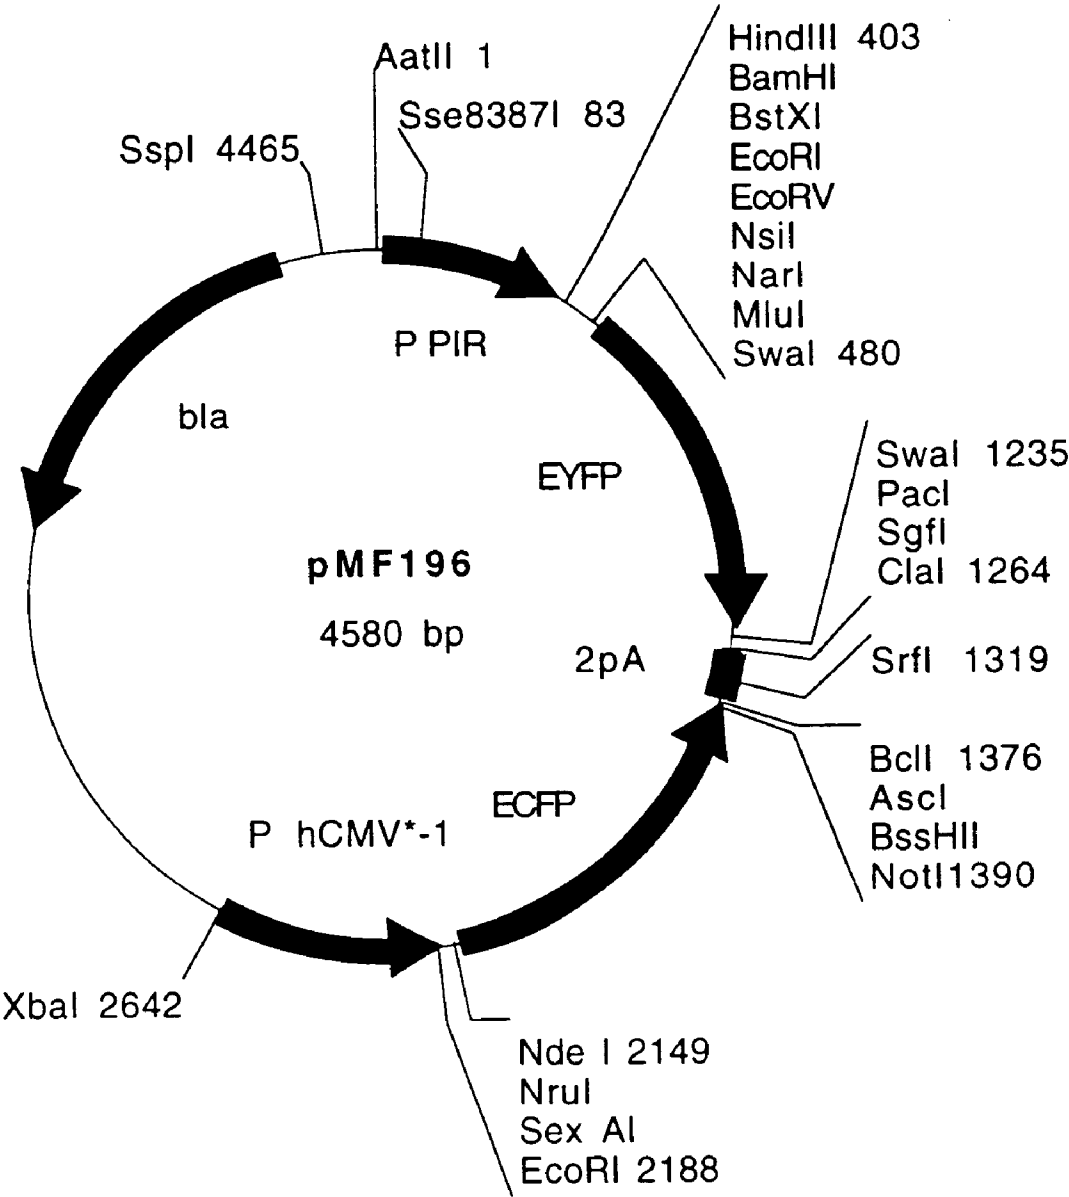 AatII 1
Sse8387I 83
SspI 4465
HindIII 403
BamHI
BstXI
EcoRI
EcoRV
NsiI
NarI
MluI
SwaI 480
P PIR
bla
EYFP
SwaI 1235
PacI
SgfI
ClaI 1264
pMF196
4580 bp
2pA
SrfI 1319
BclI 1376
AscI
BssHII
NotI1390
ECFP
P hCMV*-1
XbaI 2642
Nde I 2149
NruI
Sex AI
EcoRI 2188